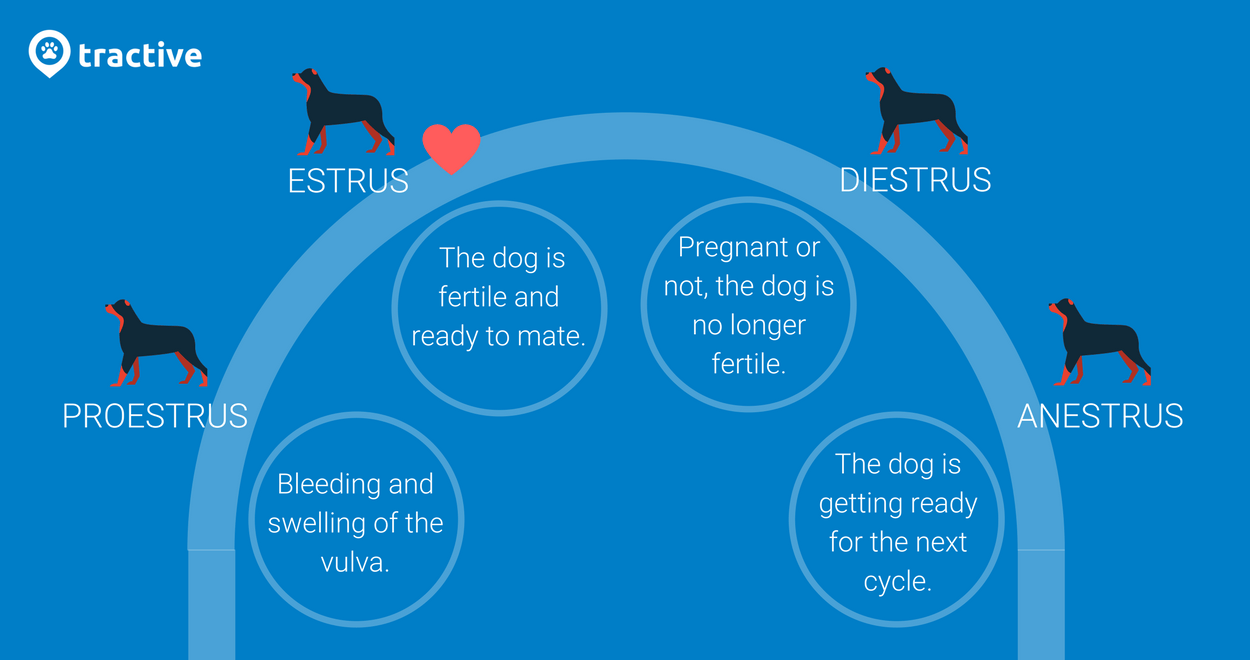 tractive
ESTRUS
DIESTRUS
The dog is
fertile and
ready to mate.
Pregnant or
not, the dog is
no longer
fertile.
PROESTRUS
ANESTRUS
Bleeding and
swelling of the
vulva.
The dog is
getting ready
for the next
cycle.